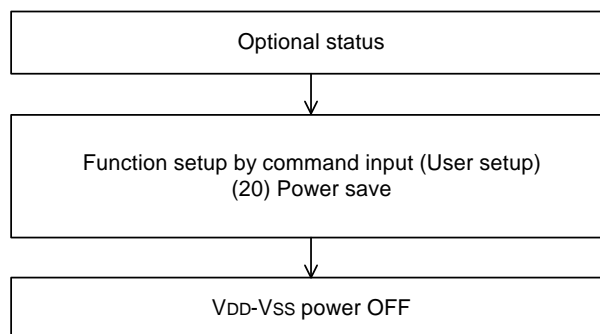 Optional status
Function setup by command input (User setup)
(20) Power save
VDD-VSS power OFF